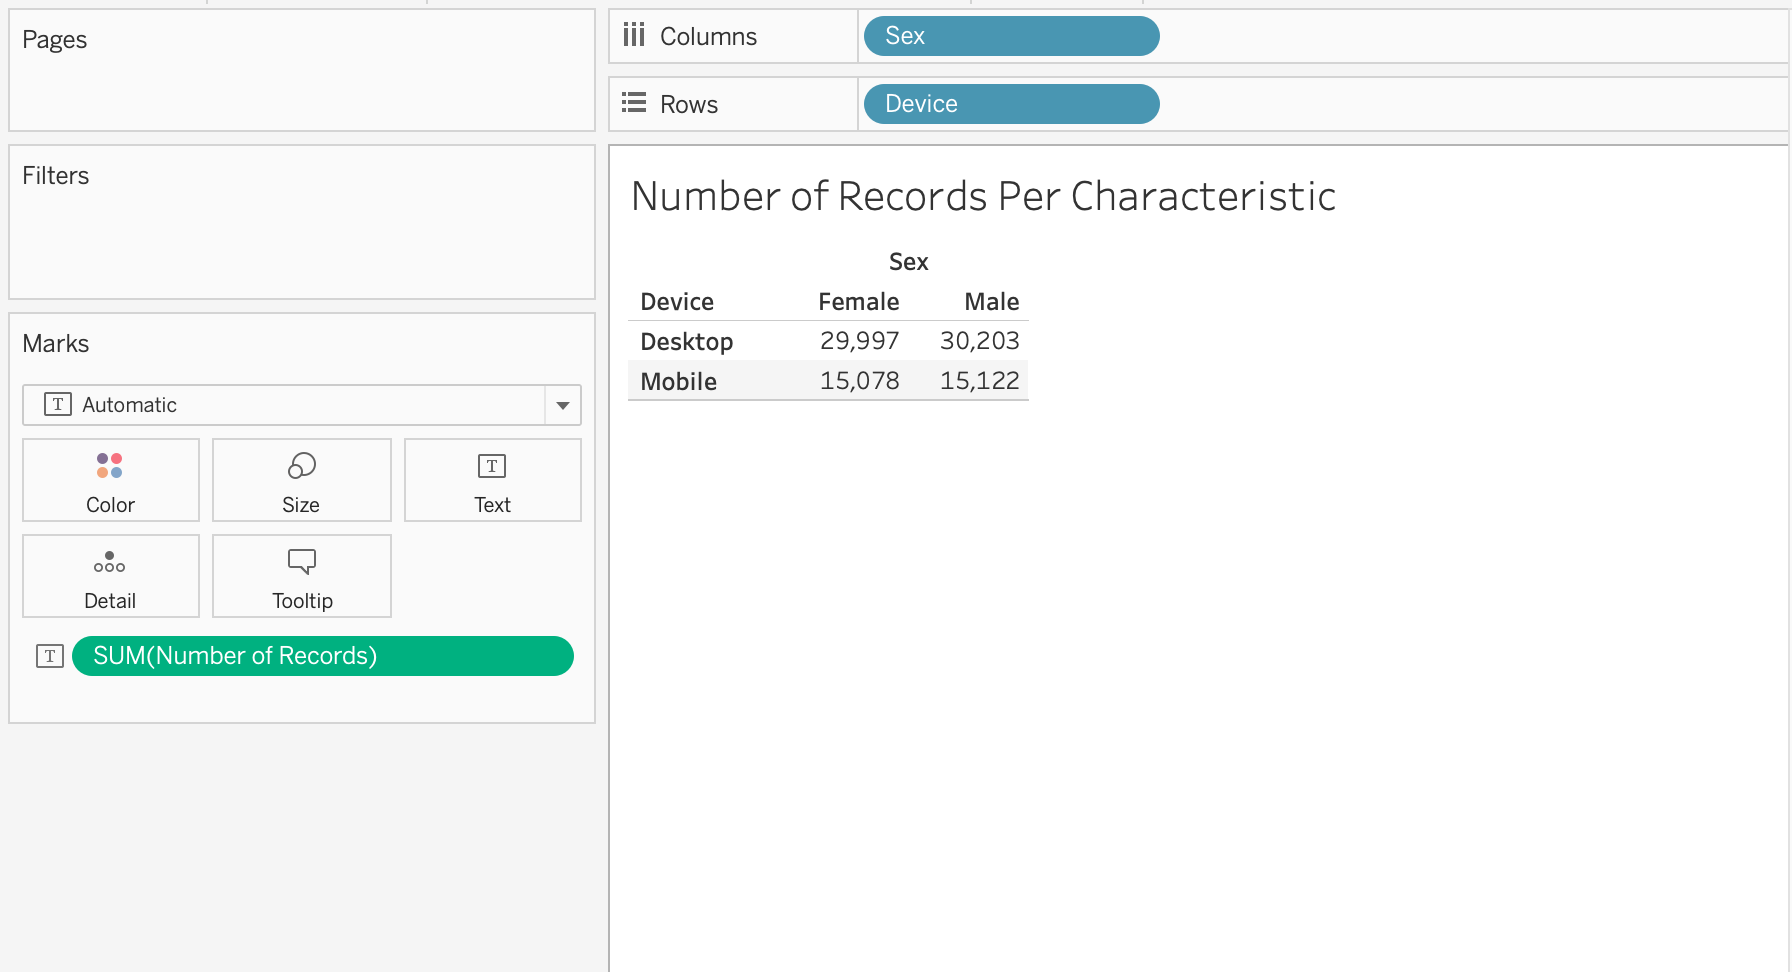 Pages
Filters
Marks
T Automatic
Color
Size
T
Text
Detail
Tooltip
T SUM(Number of Records)
Columns Sex
Rows Device
Number of Records Per Characteristic
Sex
Device Female Male
Desktop 29,997 30,203
Mobile 15,078 15,122